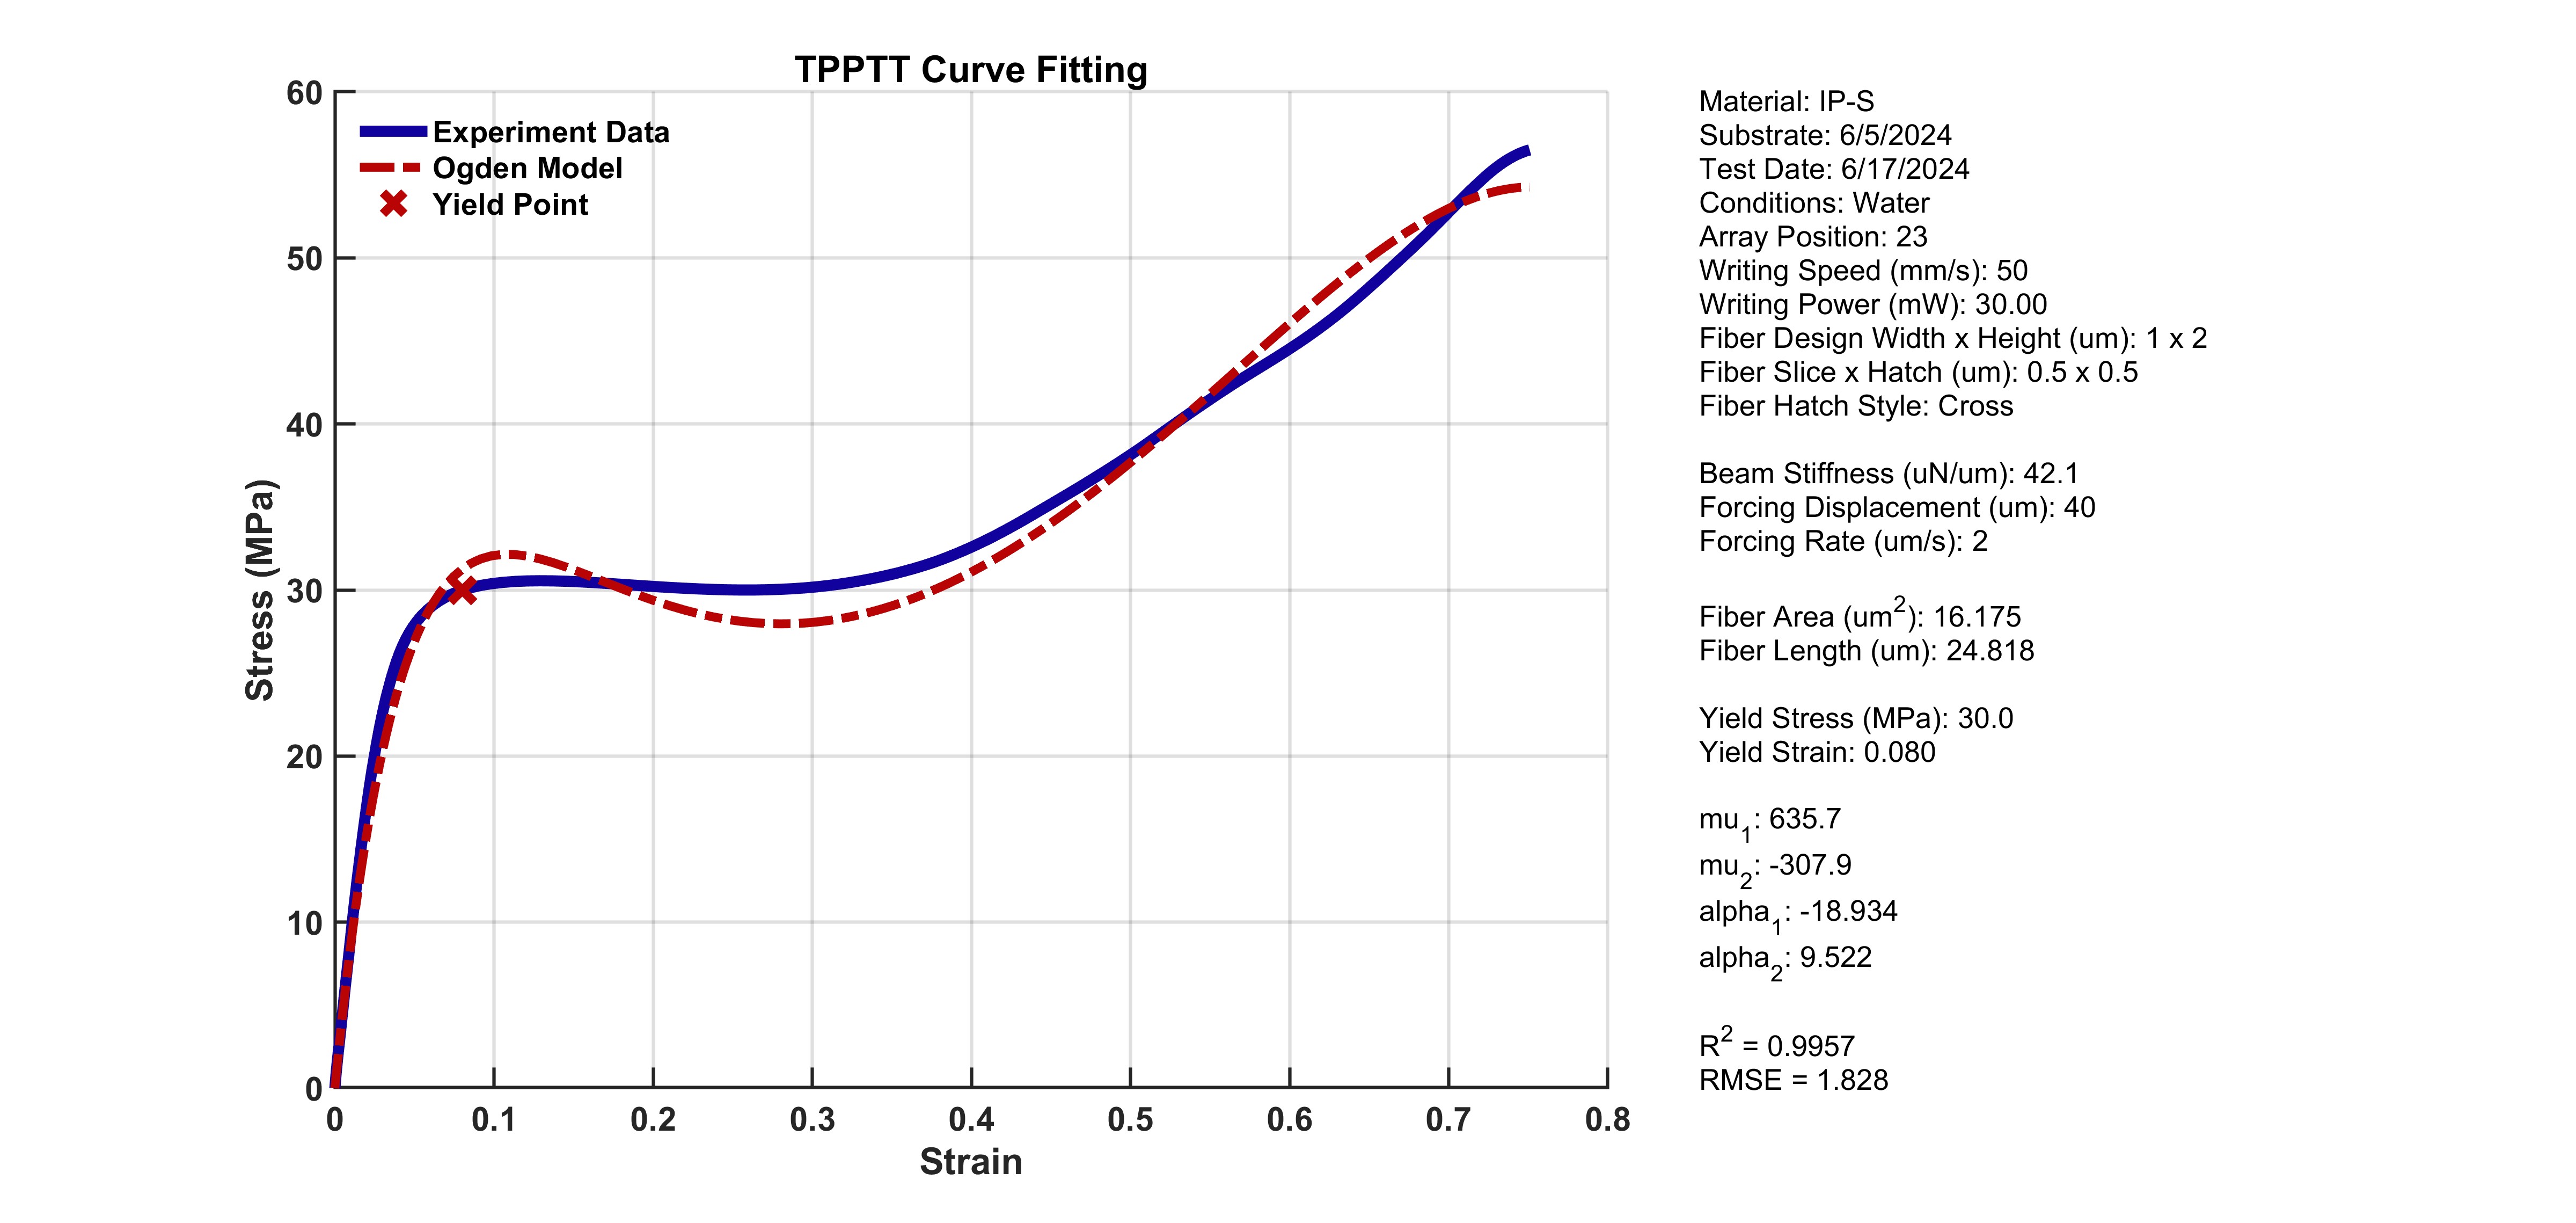 TPPTT Curve Fitting
60
50
40
30
20
10
0
Stress (MPa)
Experiment Data
Ogden Model
Yield Point
0 0.1 0.2 0.3 0.4 0.5 0.6 0.7 0.8
Strain
Material: IP-S
Substrate: 6/5/2024
Test Date: 6/17/2024
Conditions: Water
Array Position: 23
Writing Speed (mm/s): 50
Writing Power (mW): 30.00
Fiber Design Width x Height (um): 1 x 2
Fiber Slice x Hatch (um): 0.5 x 0.5
Fiber Hatch Style: Cross
Beam Stiffness (uN/um): 42.1
Forcing Displacement (um): 40
Forcing Rate (um/s): 2
Fiber Area (um²): 16.175
Fiber Length (um): 24.818
Yield Stress (MPa): 30.0
Yield Strain: 0.080
mu₁: 635.7
mu₂: -307.9
alpha₁: -18.934
alpha₂: 9.522
R² = 0.9957
RMSE = 1.828